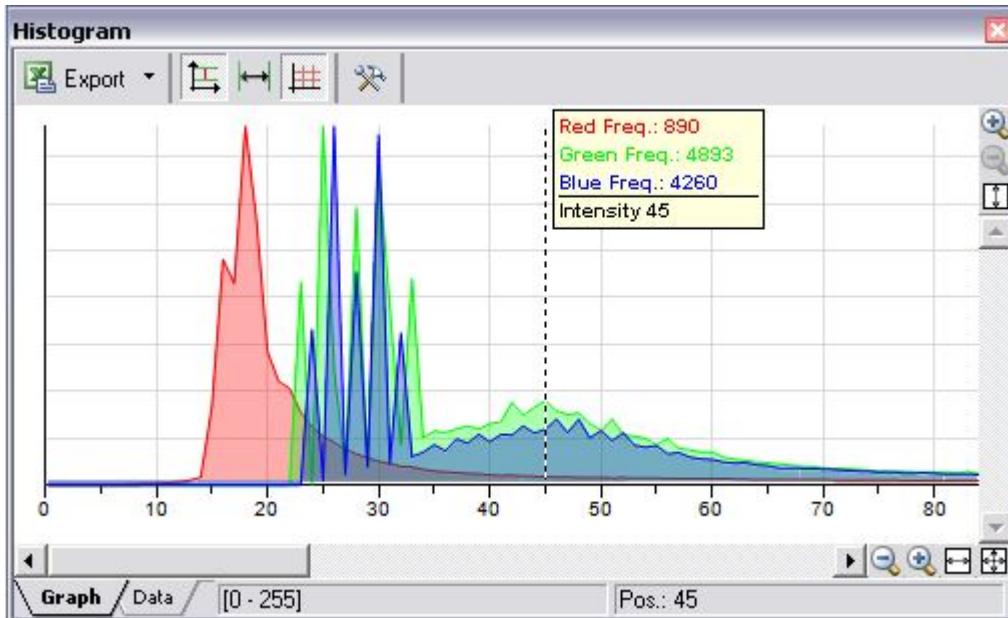 Histogram
Export
Red Freq.: 890
Green Freq.: 4893
Blue Freq.: 4260
Intensity 45
0 10 20 30 40 50 60 70 80
Graph Data [0 - 255] Pos.: 45